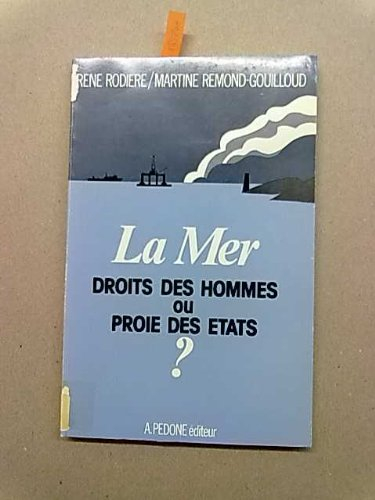 RENE RODIERE/MARTINE REMOND-GOUILLOUD
La Mer
DROITS DES HOMMES
OU
PROIE DES ETATS
?
A. PEDONE éditeur